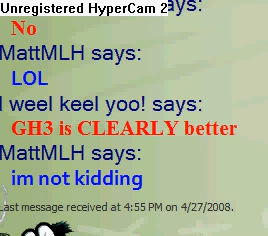 Unregistered HyperCam 2
says:
No
MattMLH says:
LOL
I weel keel yoo! says:
GH3 is CLEARLY better
MattMLH says:
im not kidding
Last message received at 4:55 PM on 4/27/2008.